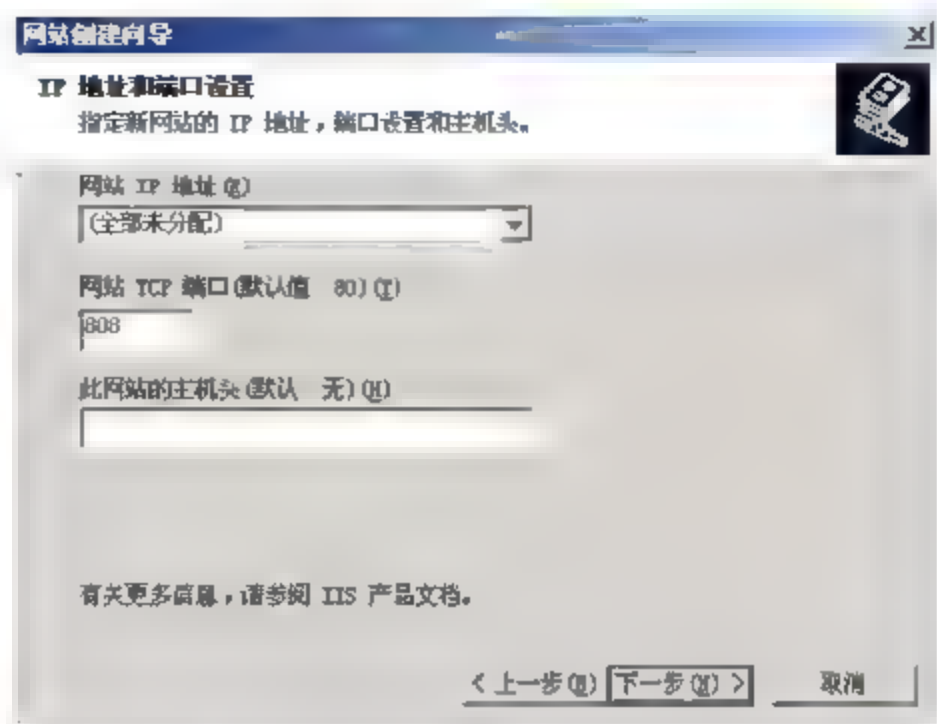 网站创建向导
IP 地址和端口设置
指定新网站的 IP 地址，端口设置和主机头。
网站 IP 地址(E)
(全部未分配)
网站 TCP 端口(默认值 80)(T)
808
此网站的主机头(默认 无)(H)
有关更多信息，请参阅 IIS 产品文档。
< 上一步(B) 下一步(N) > 取消